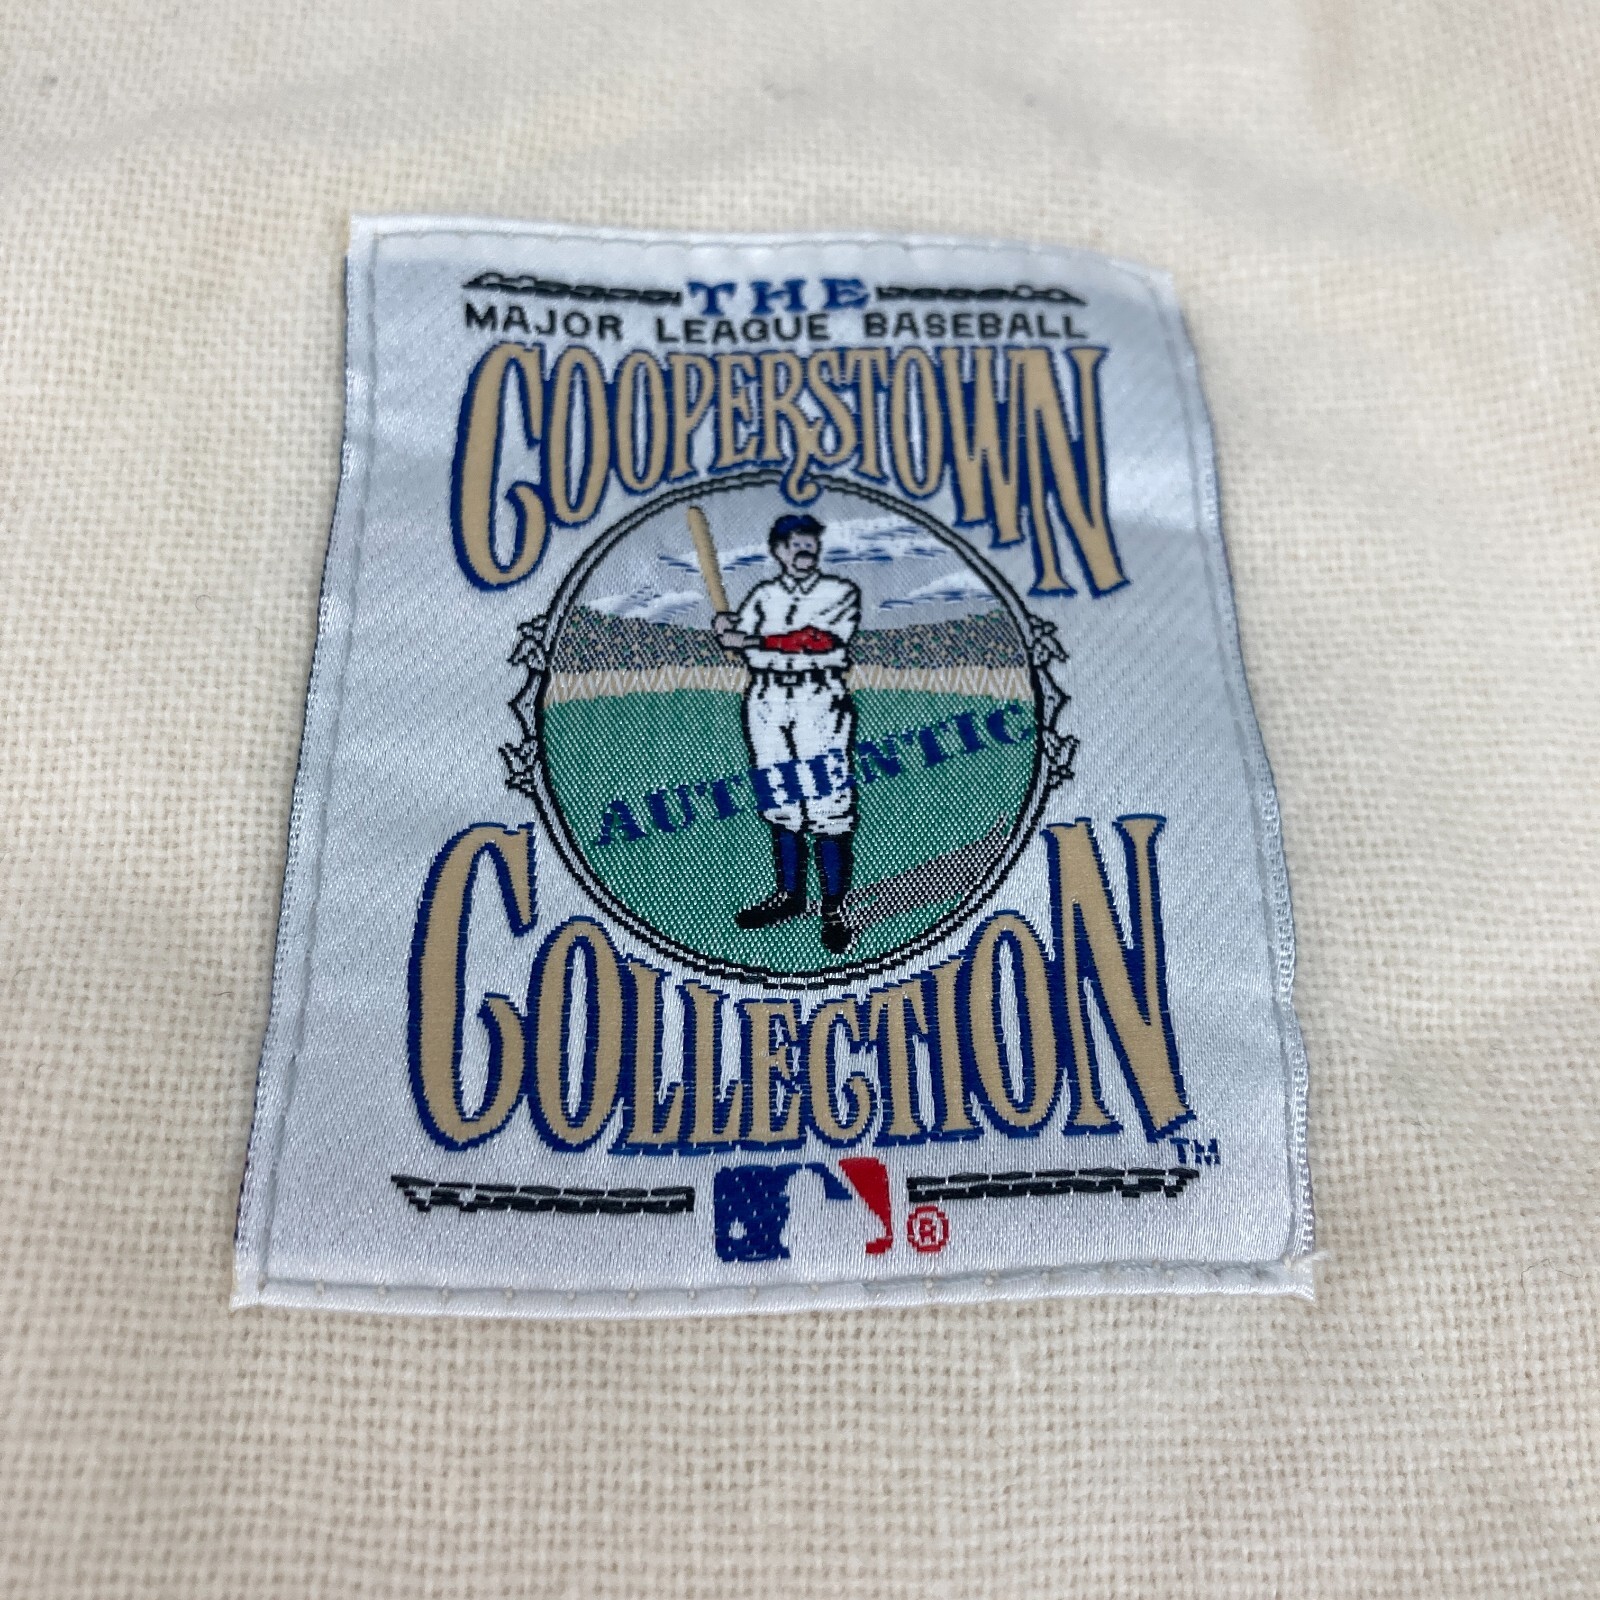 THE
MAJOR LEAGUE BASEBALL
COOPERSTOWN
AUTHENTIC
COLLECTION
TM
®